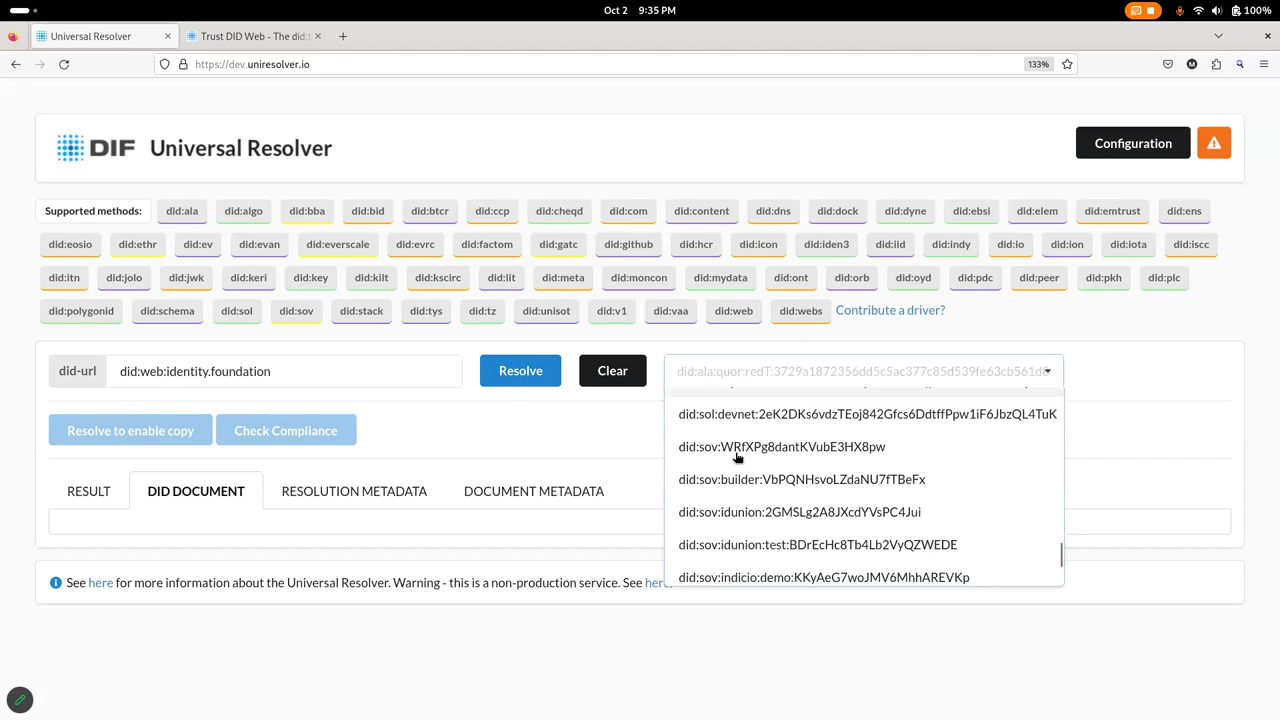 Oct 2 9:35 PM
100%
Universal Resolver
Trust DID Web - The did:t
https://dev.uniresolver.io
133%
DIF Universal Resolver
Configuration
Supported methods: did:ala did:algo did:bba did:bid did:btcr did:ccp did:cheqd did:com did:content did:dns did:dock did:dyne did:ebsi did:elem did:emtrust did:ens
did:eosio did:ethr did:ev did:evan did:everscale did:evrc did:factom did:gatc did:github did:hcr did:icon did:iden3 did:iid did:indy did:io did:ion did:iota did:iscc
did:itn did:jolo did:jwk did:keri did:key did:kilt did:kscirc did:lit did:meta did:moncon did:mydata did:ont did:orb did:oyd did:pdc did:peer did:pkh did:plc
did:polygonid did:schema did:sol did:sov did:stack did:tys did:tz did:unisot did:v1 did:vaa did:web did:webs Contribute a driver?
did-url did:web:identity.foundation Resolve Clear did:ala:quor:redT:3729a1872356dd5c5ac377c85d539fe63cb561d8
did:sol:devnet:2eK2DKs6vdzTEoj842Gfcs6DdtffPpw1iF6JbzQL4TuK
Resolve to enable copy Check Compliance
did:sov:WRfXPg8dantKVubE3HX8pw
did:sov:builder:VbPQNHsvoLZdaNU7fTBeFx
RESULT DID DOCUMENT RESOLUTION METADATA DOCUMENT METADATA
did:sov:idunion:2GMSLg2A8JXcdYVsPC4Jui
did:sov:idunion:test:BDrEcHc8Tb4Lb2VyQZWEDE
did:sov:indicio:demo:KKyAeG7woJMV6MhhAREVKp
See here for more information about the Universal Resolver. Warning - this is a non-production service. See here.